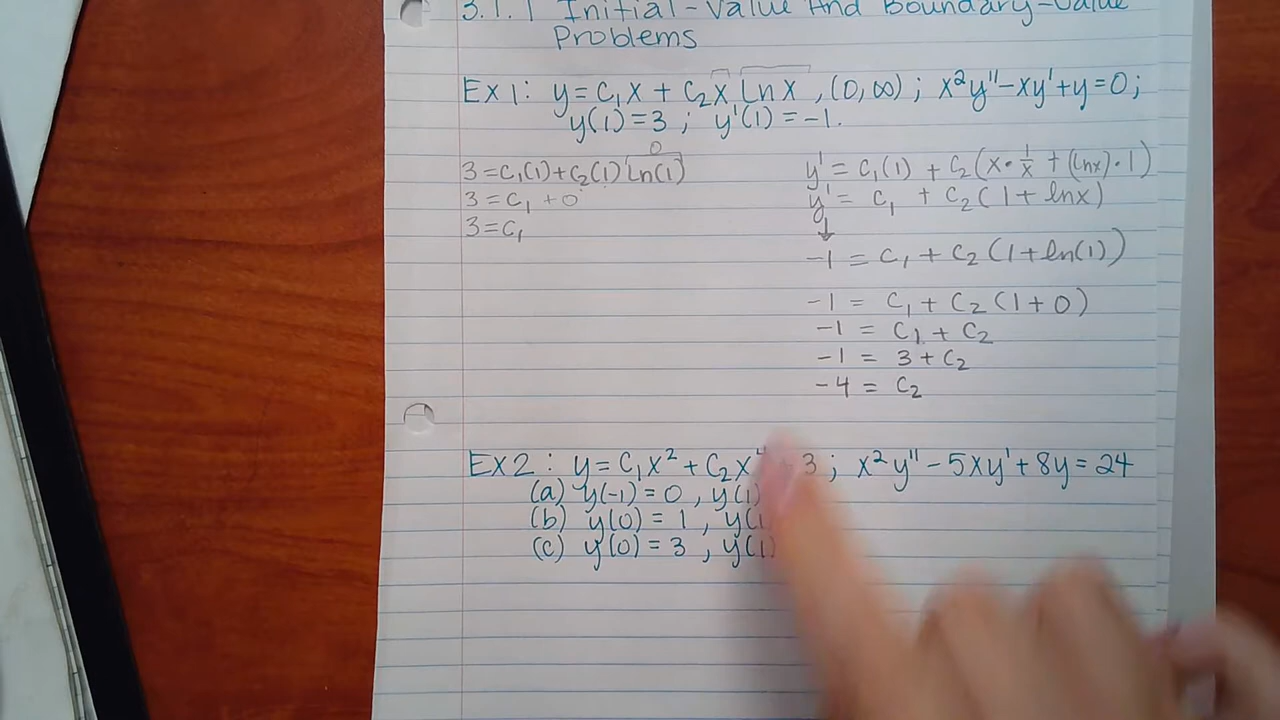 3.1.1 Initial-Value And Boundary-Value
Problems
Ex 1: y = c₁x + c₂x ln x, (0, ∞); x²y'' - xy' + y = 0;
y(1) = 3; y'(1) = -1.
0
3 = c₁(1) + c₂(1) ln(1)
3 = c₁ + 0
3 = c₁
y' = c₁(1) + c₂(x · 1/x + (lnx) · 1)
y' = c₁ + c₂(1 + lnx)
-1 = c₁ + c₂(1 + ln(1))
-1 = c₁ + c₂(1 + 0)
-1 = c₁ + c₂
-1 = 3 + c₂
-4 = c₂
Ex 2: y = c₁x² + c₂x⁴ + 3; x²y'' - 5xy' + 8y = 24
(a) y(-1) = 0, y(1)
(b) y(0) = 1, y(1
(c) y(0) = 3, y(1)